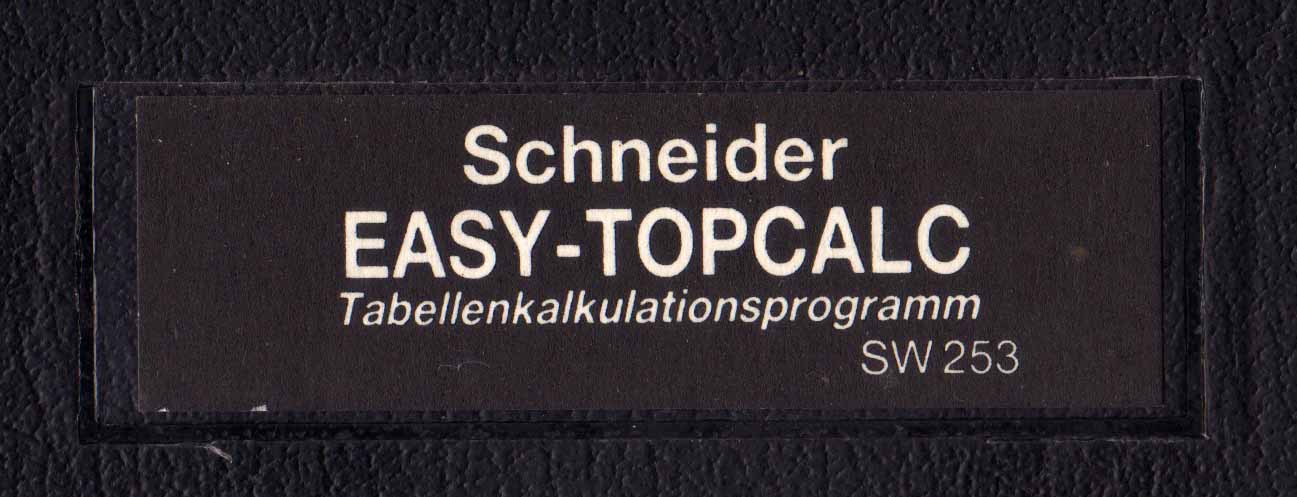 Schneider
EASY-TOPCALC
Tabellenkalkulationsprogramm
SW 253